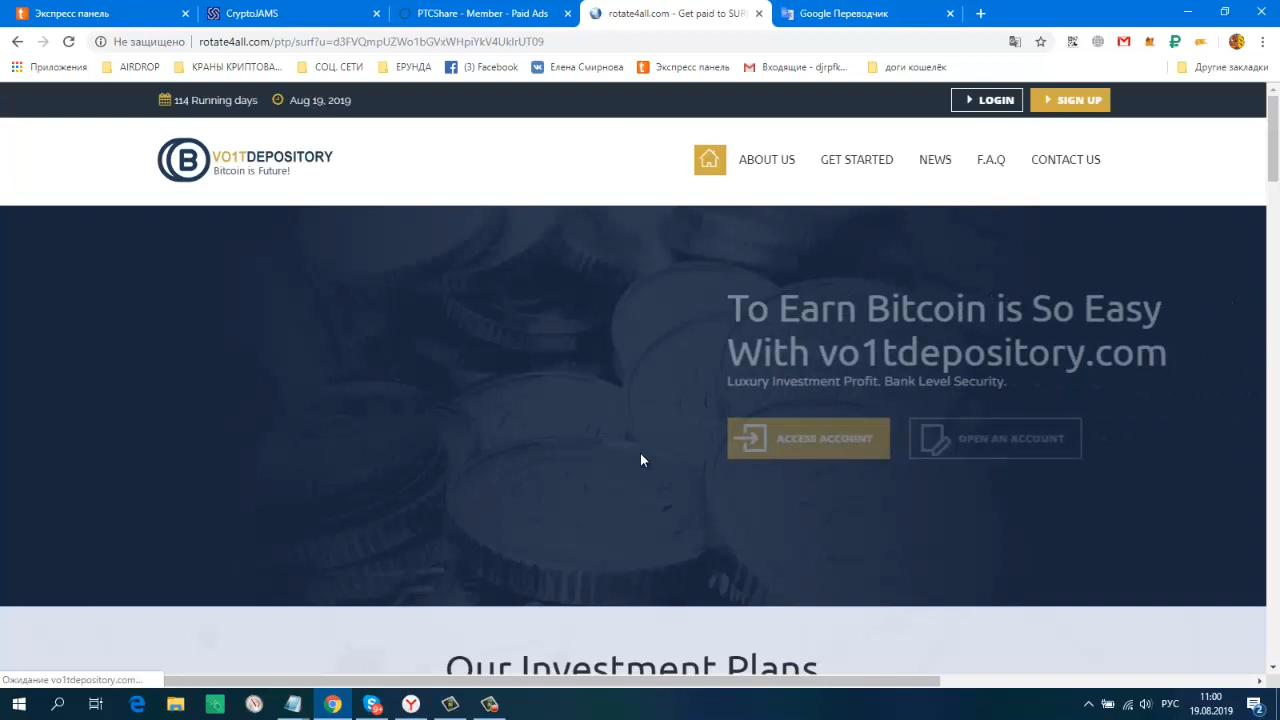 Экспресс панель
CryptoJAMS
PTCShare - Member - Paid Ads
rotate4all.com - Get paid to SUR
Google Переводчик
Не защищено
rotate4all.com/ptp/surf?u=d3FVQmpUZWo1bGVxWHpiYkV4UklrUT09
Приложения
AIRDROP
КРАНЫ КРИПТОВА...
СОЦ. СЕТИ
ЕРУНДА
(3) Facebook
Елена Смирнова
Экспресс панель
Входящие - djrpfk...
доги кошелёк
Другие закладки
114 Running days
Aug 19, 2019
LOGIN
SIGN UP
B VO1TDEPOSITORY
Bitcoin is Future!
ABOUT US
GET STARTED
NEWS
F.A.Q
CONTACT US
To Earn Bitcoin is So Easy
With vo1tdepository.com
Luxury Investment Profit. Bank Level Security.
ACCESS ACCOUNT
OPEN AN ACCOUNT
Our Investment Plans
Ожидание vo1tdepository.com...
РУС
11:00
19.08.2019